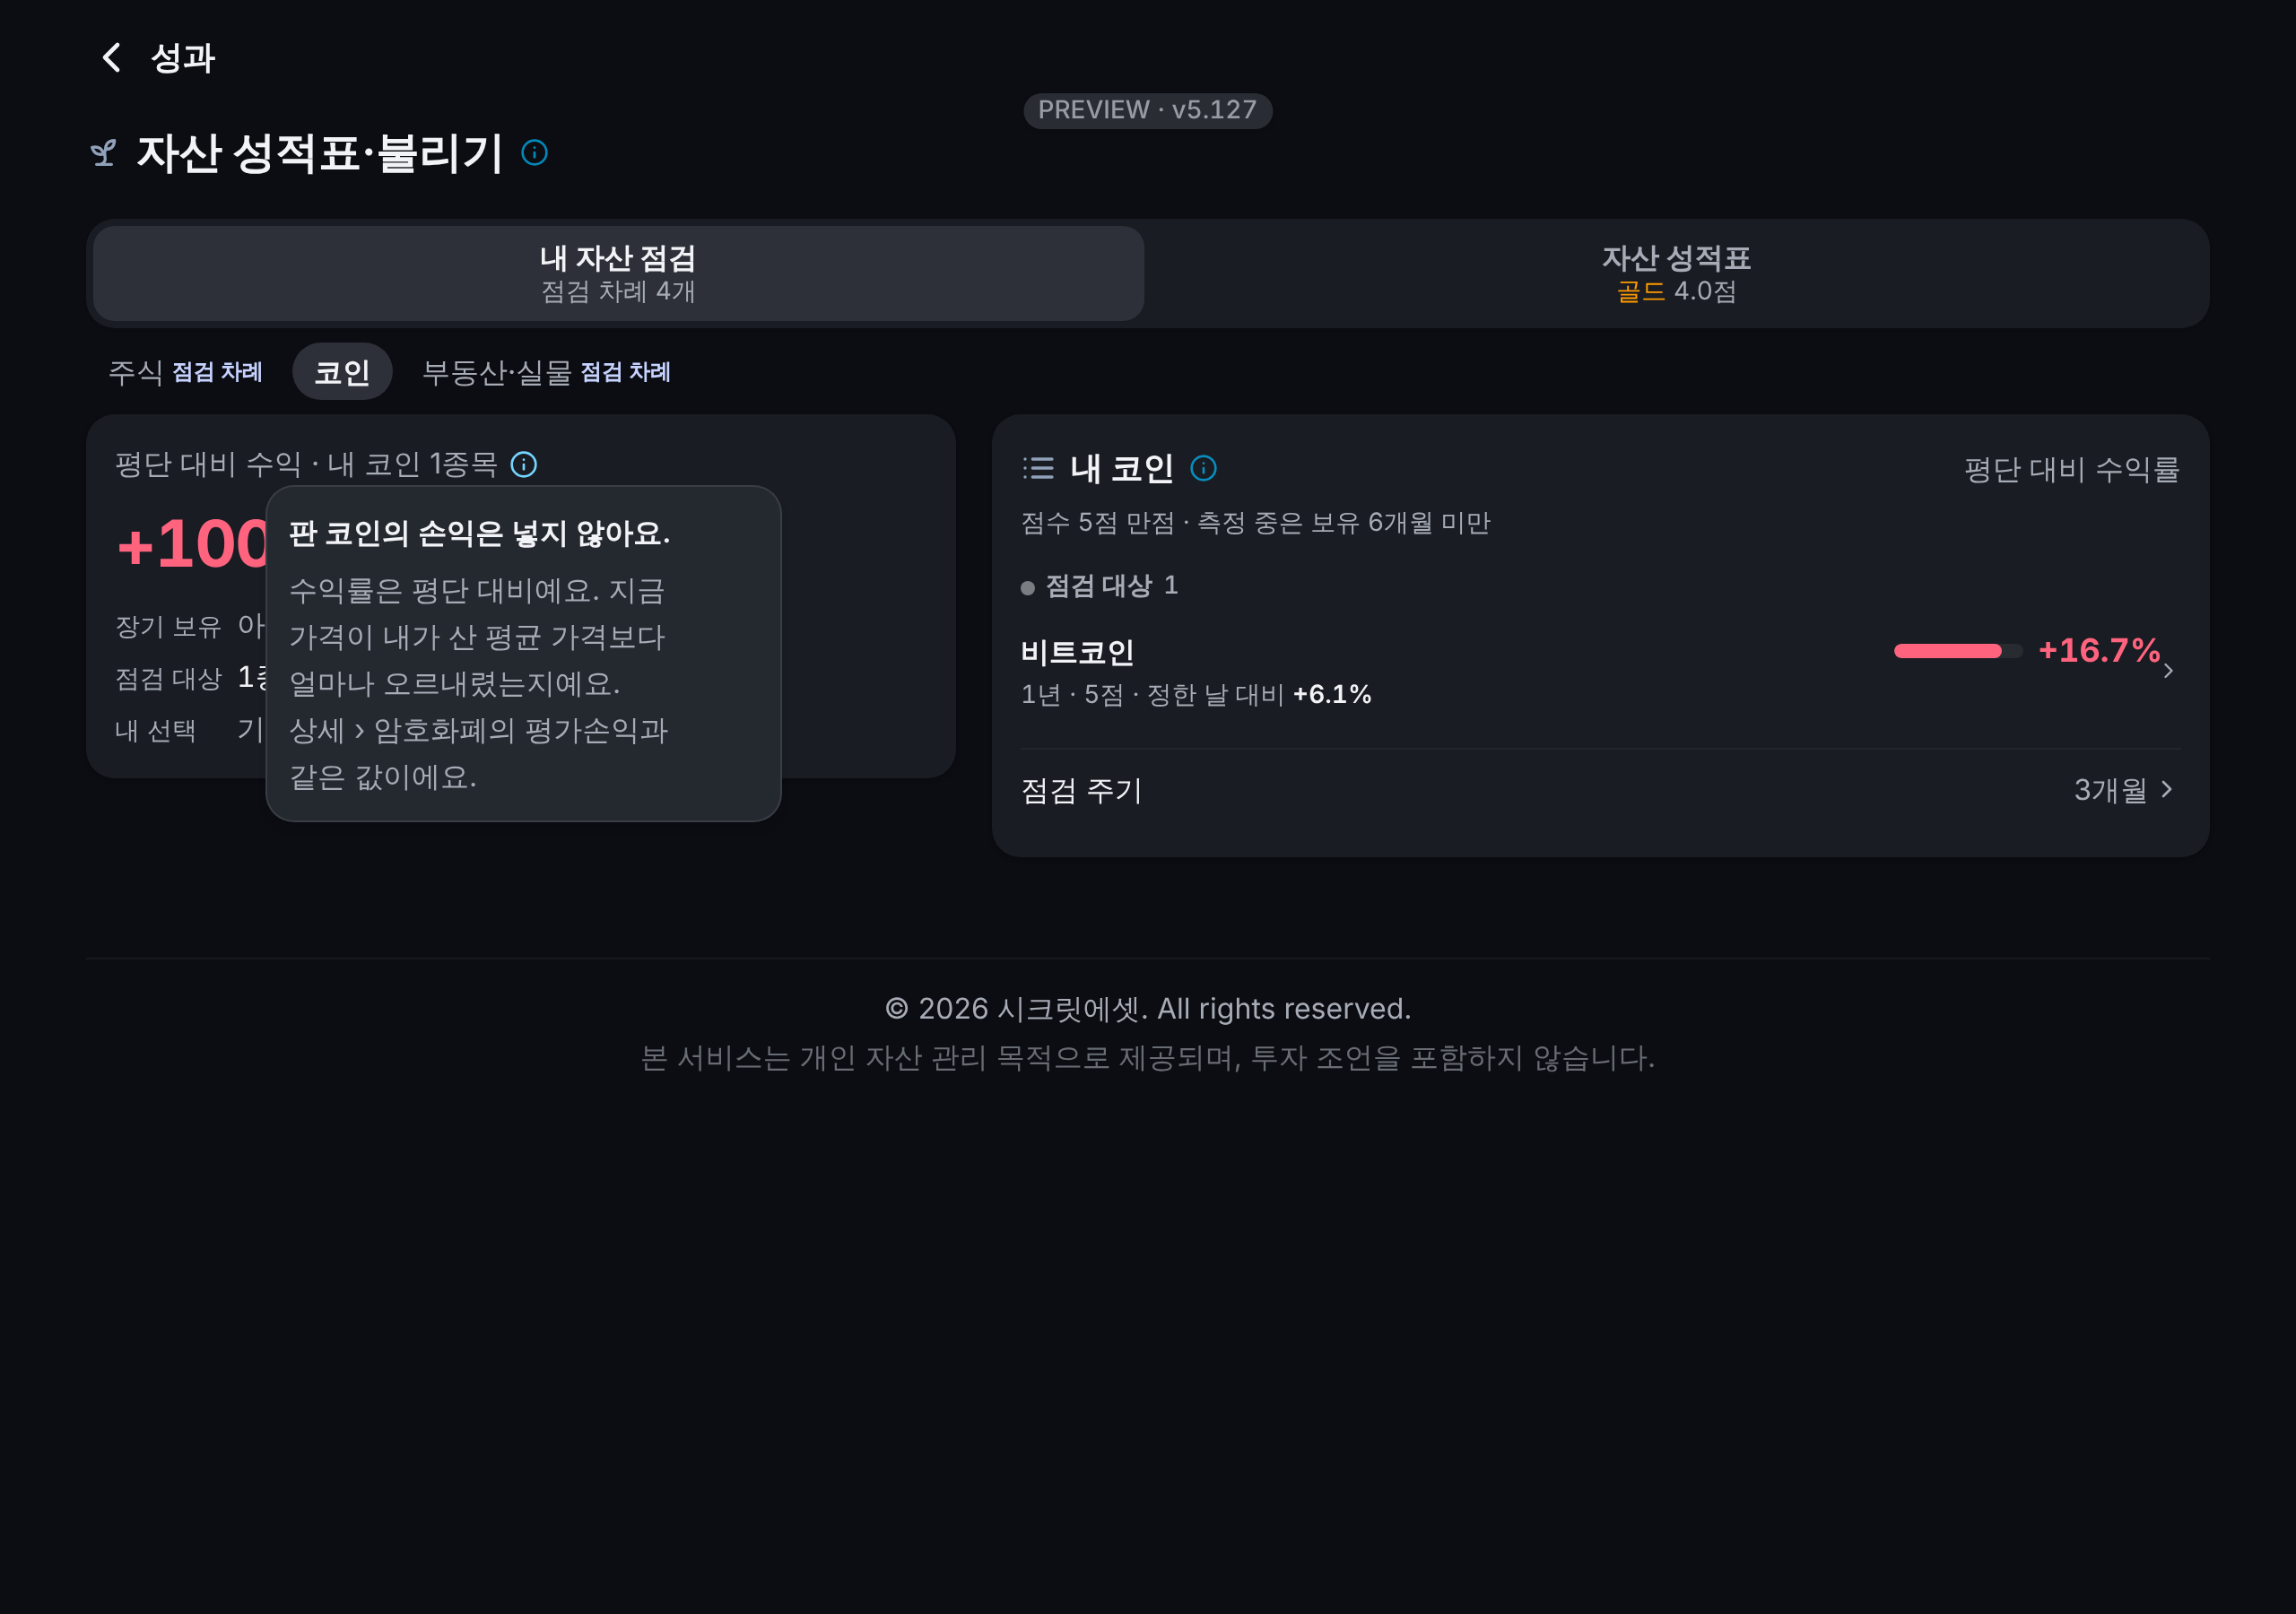 성과
PREVIEW · v5.127
자산 성적표·불리기
내 자산 점검
점검 차례 4개
자산 성적표
골드 4.0점
주식 점검 차례
코인
부동산·실물 점검 차례
평단 대비 수익 · 내 코인 1종목
+100
장기 보유 아
점검 대상
내 선택 기
판 코인의 손익은 넣지 않아요.
수익률은 평단 대비예요. 지금
가격이 내가 산 평균 가격보다
얼마나 오르내렸는지예요.
상세 › 암호화폐의 평가손익과
같은 값이에요.
내 코인
평단 대비 수익률
점수 5점 만점 · 측정 중은 보유 6개월 미만
점검 대상 1
비트코인
+16.7%
1년 · 5점 · 정한 날 대비 +6.1%
점검 주기
3개월
© 2026 시크릿에셋. All rights reserved.
본 서비스는 개인 자산 관리 목적으로 제공되며, 투자 조언을 포함하지 않습니다.